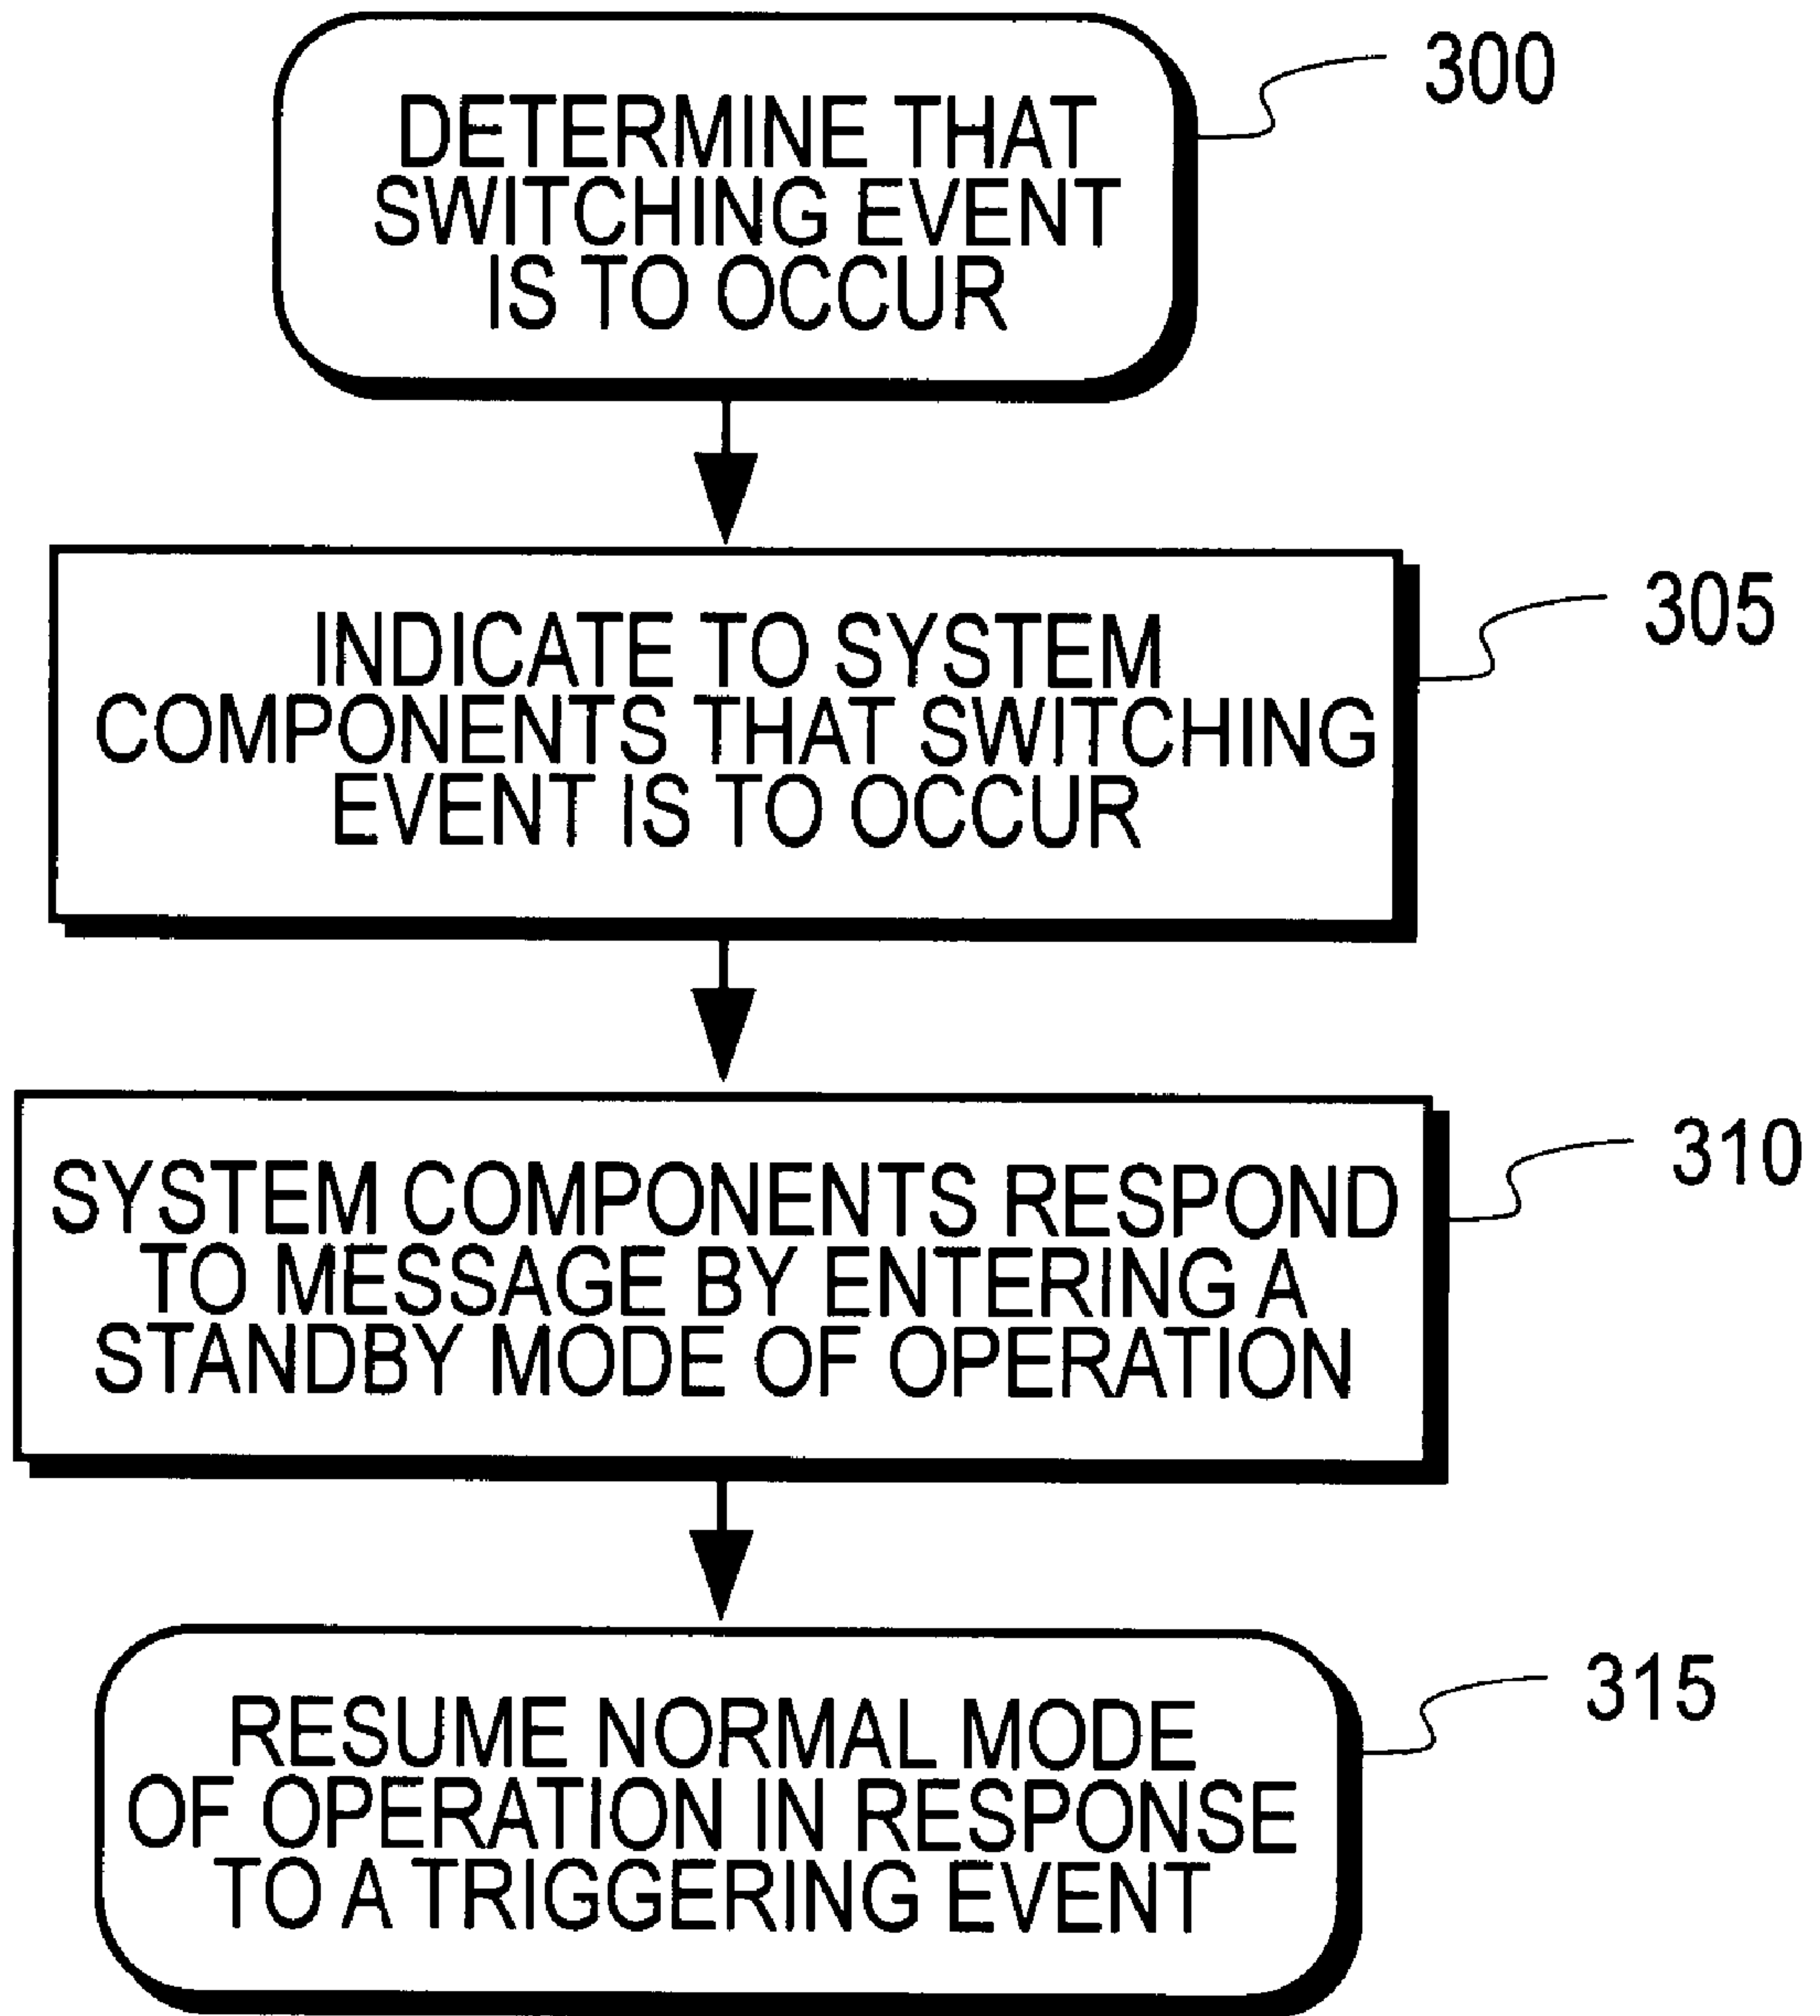 DETERMINE THAT
SWITCHING EVENT
IS TO OCCUR
300
INDICATE TO SYSTEM
COMPONENTS THAT SWITCHING
EVENT IS TO OCCUR
305
SYSTEM COMPONENTS RESPOND
TO MESSAGE BY ENTERING A
STANDBY MODE OF OPERATION
310
RESUME NORMAL MODE
OF OPERATION IN RESPONSE
TO A TRIGGERING EVENT
315